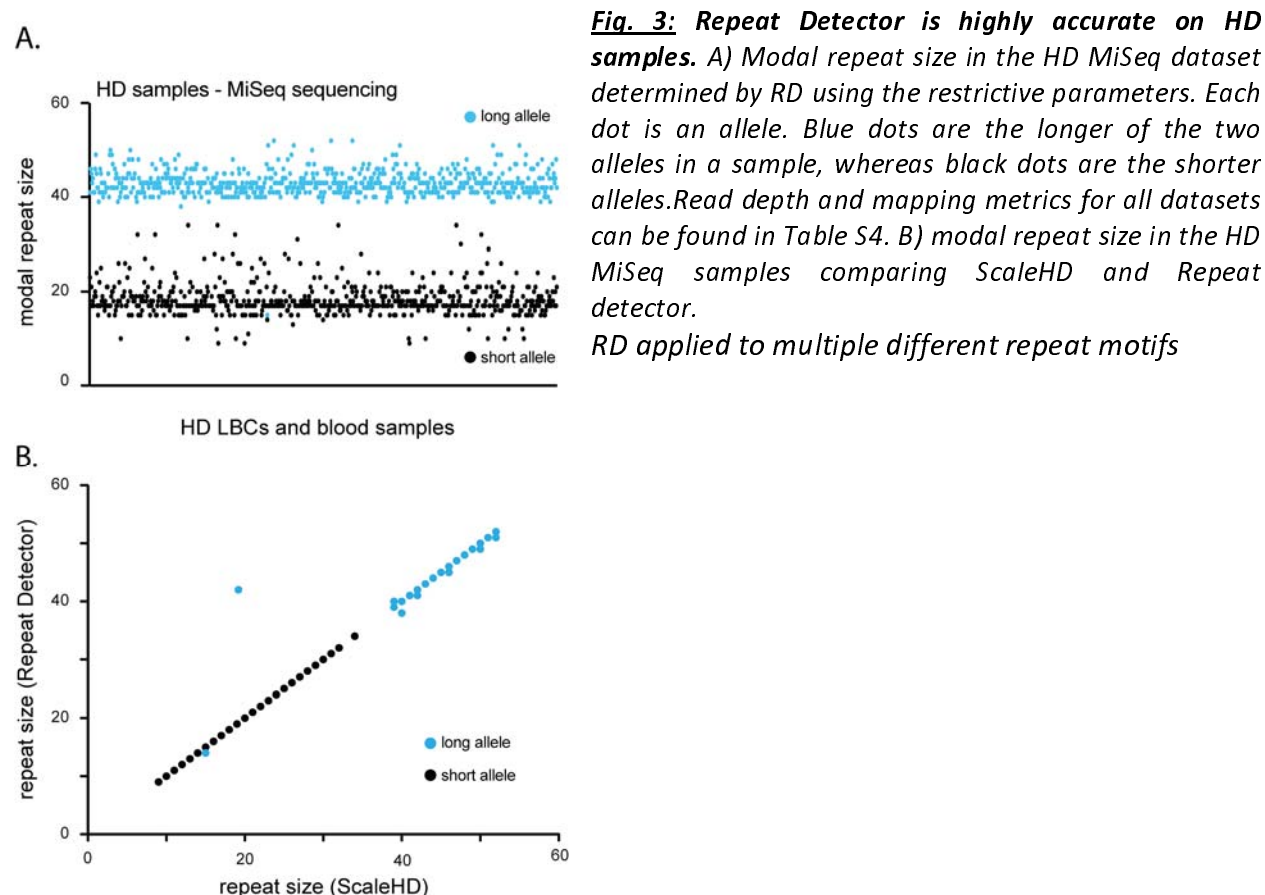 A.
HD samples - MiSeq sequencing
60
long allele
40
modal repeat size
20
short allele
0
HD LBCs and blood samples
B.
60
repeat size (Repeat Detector)
40
20
long allele
short allele
0
0 20 40 60
repeat size (ScaleHD)
Fig. 3: Repeat Detector is highly accurate on HD
samples. A) Modal repeat size in the HD MiSeq dataset
determined by RD using the restrictive parameters. Each
dot is an allele. Blue dots are the longer of the two
alleles in a sample, whereas black dots are the shorter
alleles.Read depth and mapping metrics for all datasets
can be found in Table S4. B) modal repeat size in the HD
MiSeq samples comparing ScaleHD and Repeat
detector.
RD applied to multiple different repeat motifs